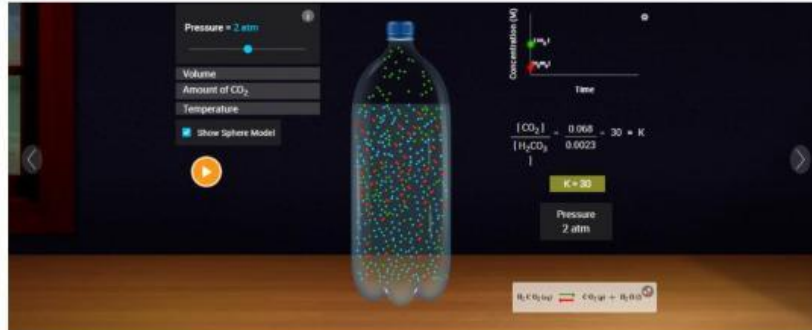 Pressure = 2 atm
Volume
Amount of CO2
Temperature
Show Sphere Model
Concentration (M)
Time
[CO2]
[H2CO3
]
= 0.068
0.0023
= 30 = K
K = 30
Pressure
2 atm
H2CO3(aq) ⇌ CO2(g) + H2O(l)